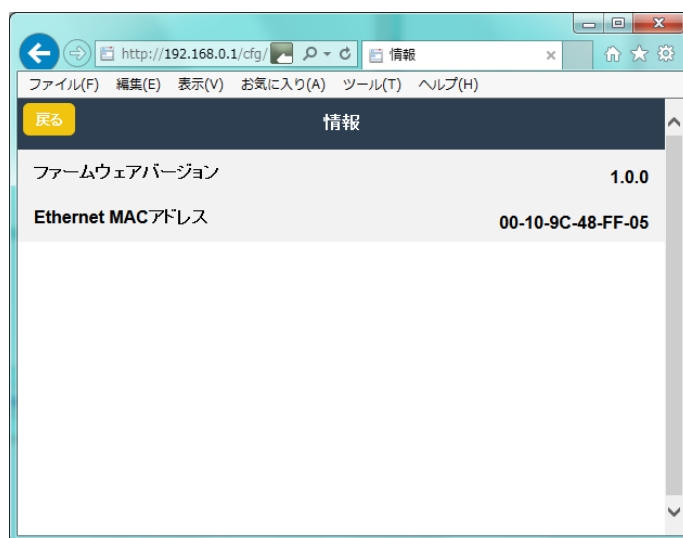 http://192.168.0.1/cfg/
情報
ファイル(F) 編集(E) 表示(V) お気に入り(A) ツール(T) ヘルプ(H)
戻る
情報
ファームウェアバージョン 1.0.0
Ethernet MACアドレス 00-10-9C-48-FF-05